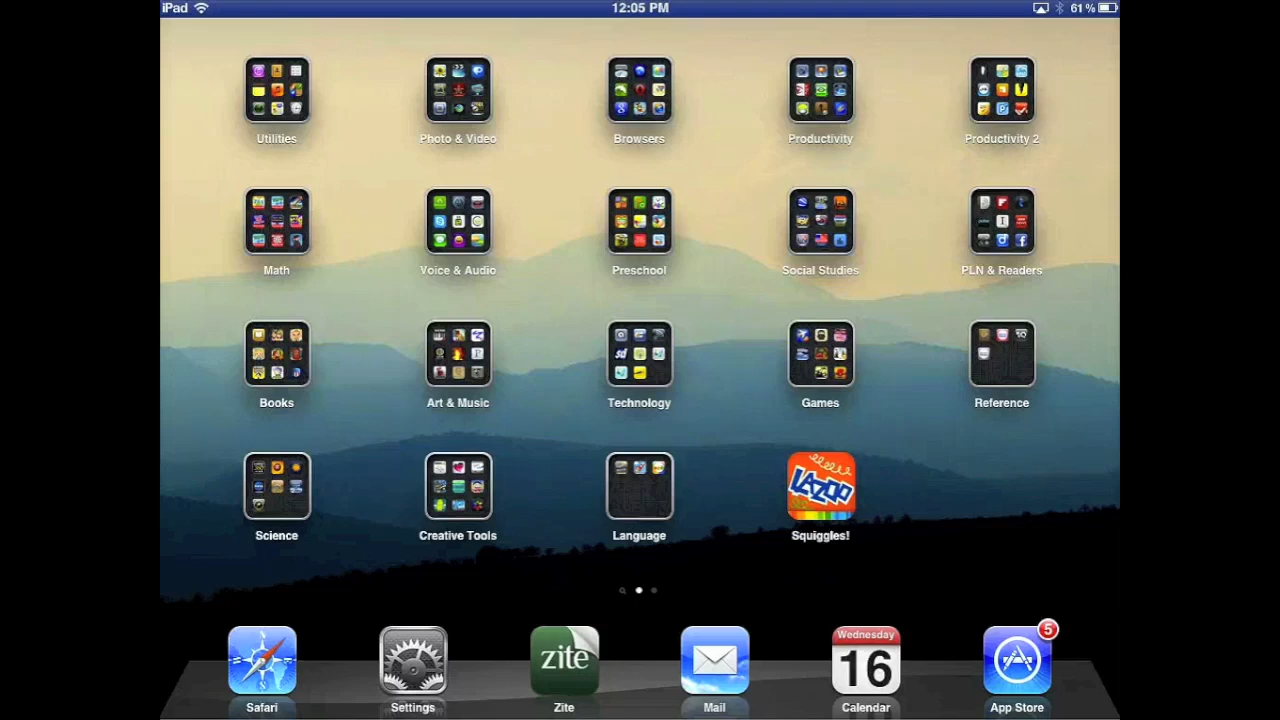 iPad 12:05 PM 61%
Utilities Photo & Video Browsers Productivity Productivity 2
Math Voice & Audio Preschool Social Studies PLN & Readers
Books Art & Music Technology Games Reference
LAZOO
Science Creative Tools Language Squiggles!
Wednesday 5
zite 16
Safari Settings Zite Mail Calendar App Store